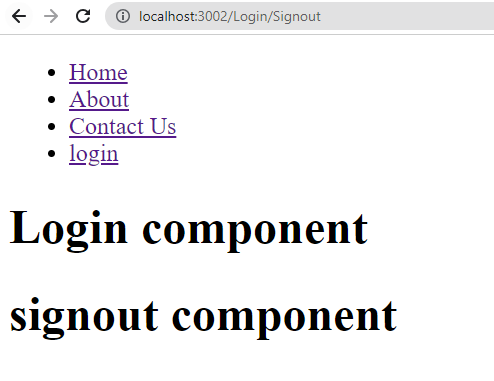 localhost:3002/Login/Signout
Home
About
Contact Us
login
Login component
signout component